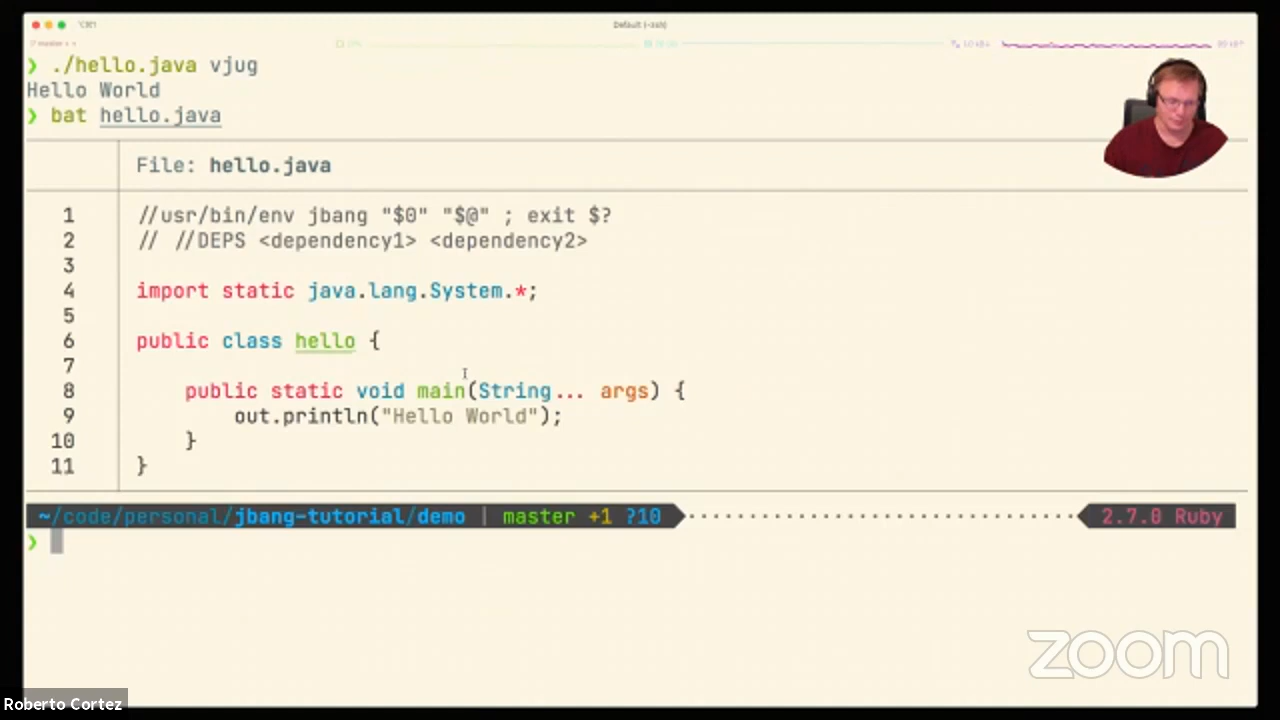 Default (-zsh)
❯ ./hello.java vjug
Hello World
❯ bat hello.java
File: hello.java
1 //usr/bin/env jbang "$0" "$@" ; exit $?
2 // //DEPS <dependency1> <dependency2>
3
4 import static java.lang.System.*;
5
6 public class hello {
7
8 public static void main(String... args) {
9 out.println("Hello World");
10 }
11 }
~/code/personal/jbang-tutorial/demo | master +1 ?10 2.7.0 Ruby
❯
zoom
Roberto Cortez